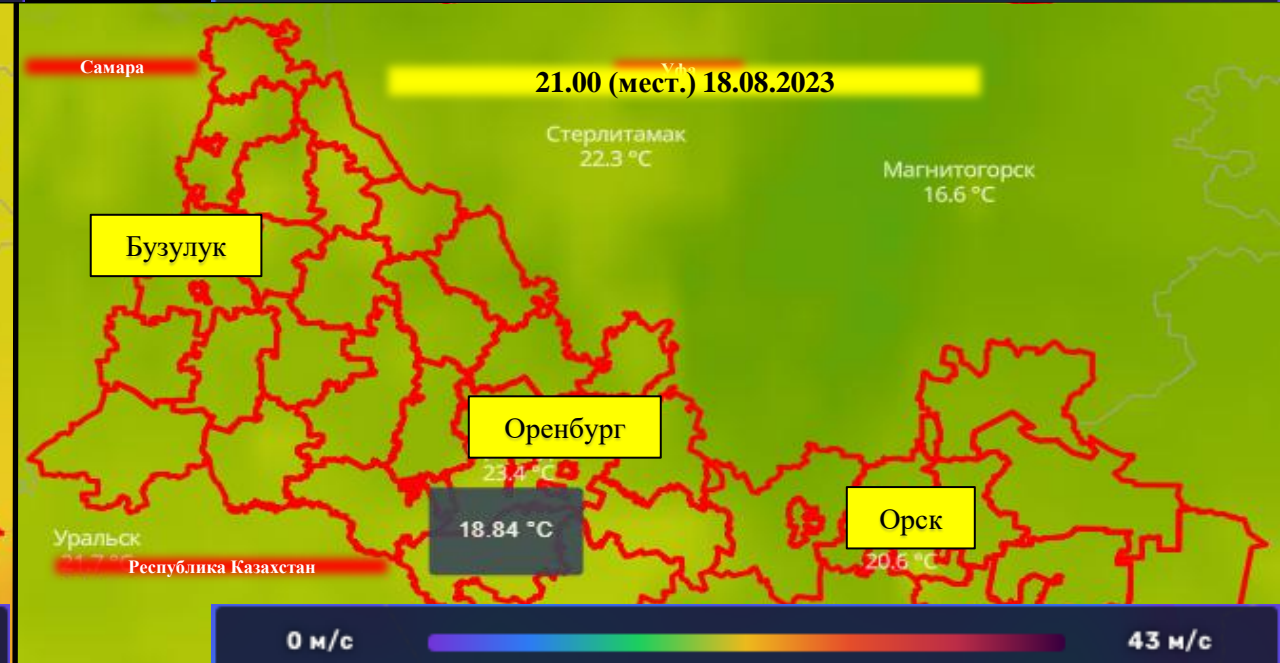 Самара
Уфа
21.00 (мест.) 18.08.2023
Стерлитамак
22.3 °C
Магнитогорск
16.6 °C
Бузулук
Оренбург
23.4 °C
18.84 °C
Орск
20.6 °C
Уральск
Республика Казахстан
0 м/с
43 м/с